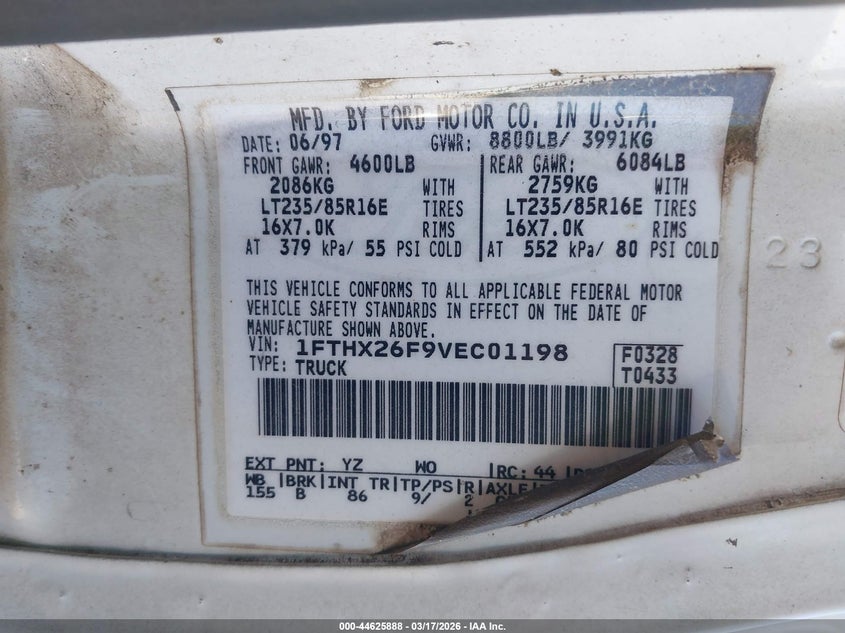 MFD. BY FORD MOTOR CO. IN U.S.A.
DATE: 06/97 GVWR: 8800LB/ 3991KG
FRONT GAWR: 4600LB REAR GAWR: 6084LB
2086KG WITH 2759KG WITH
LT235/85R16E TIRES LT235/85R16E TIRES
16X7.0K RIMS 16X7.0K RIMS
AT 379 kPa/ 55 PSI COLD AT 552 kPa/ 80 PSI COLD
23
THIS VEHICLE CONFORMS TO ALL APPLICABLE FEDERAL MOTOR
VEHICLE SAFETY STANDARDS IN EFFECT ON THE DATE OF
MANUFACTURE SHOWN ABOVE.
VIN: 1FTHX26F9VEC01198 F0328
TYPE: TRUCK T0433
EXT PNT: YZ WO RC: 44
WB BRK INT TR TP/PS R AXLE
155 B 86 9/ 2
000-44625888 — 03/17/2026 — IAA Inc.